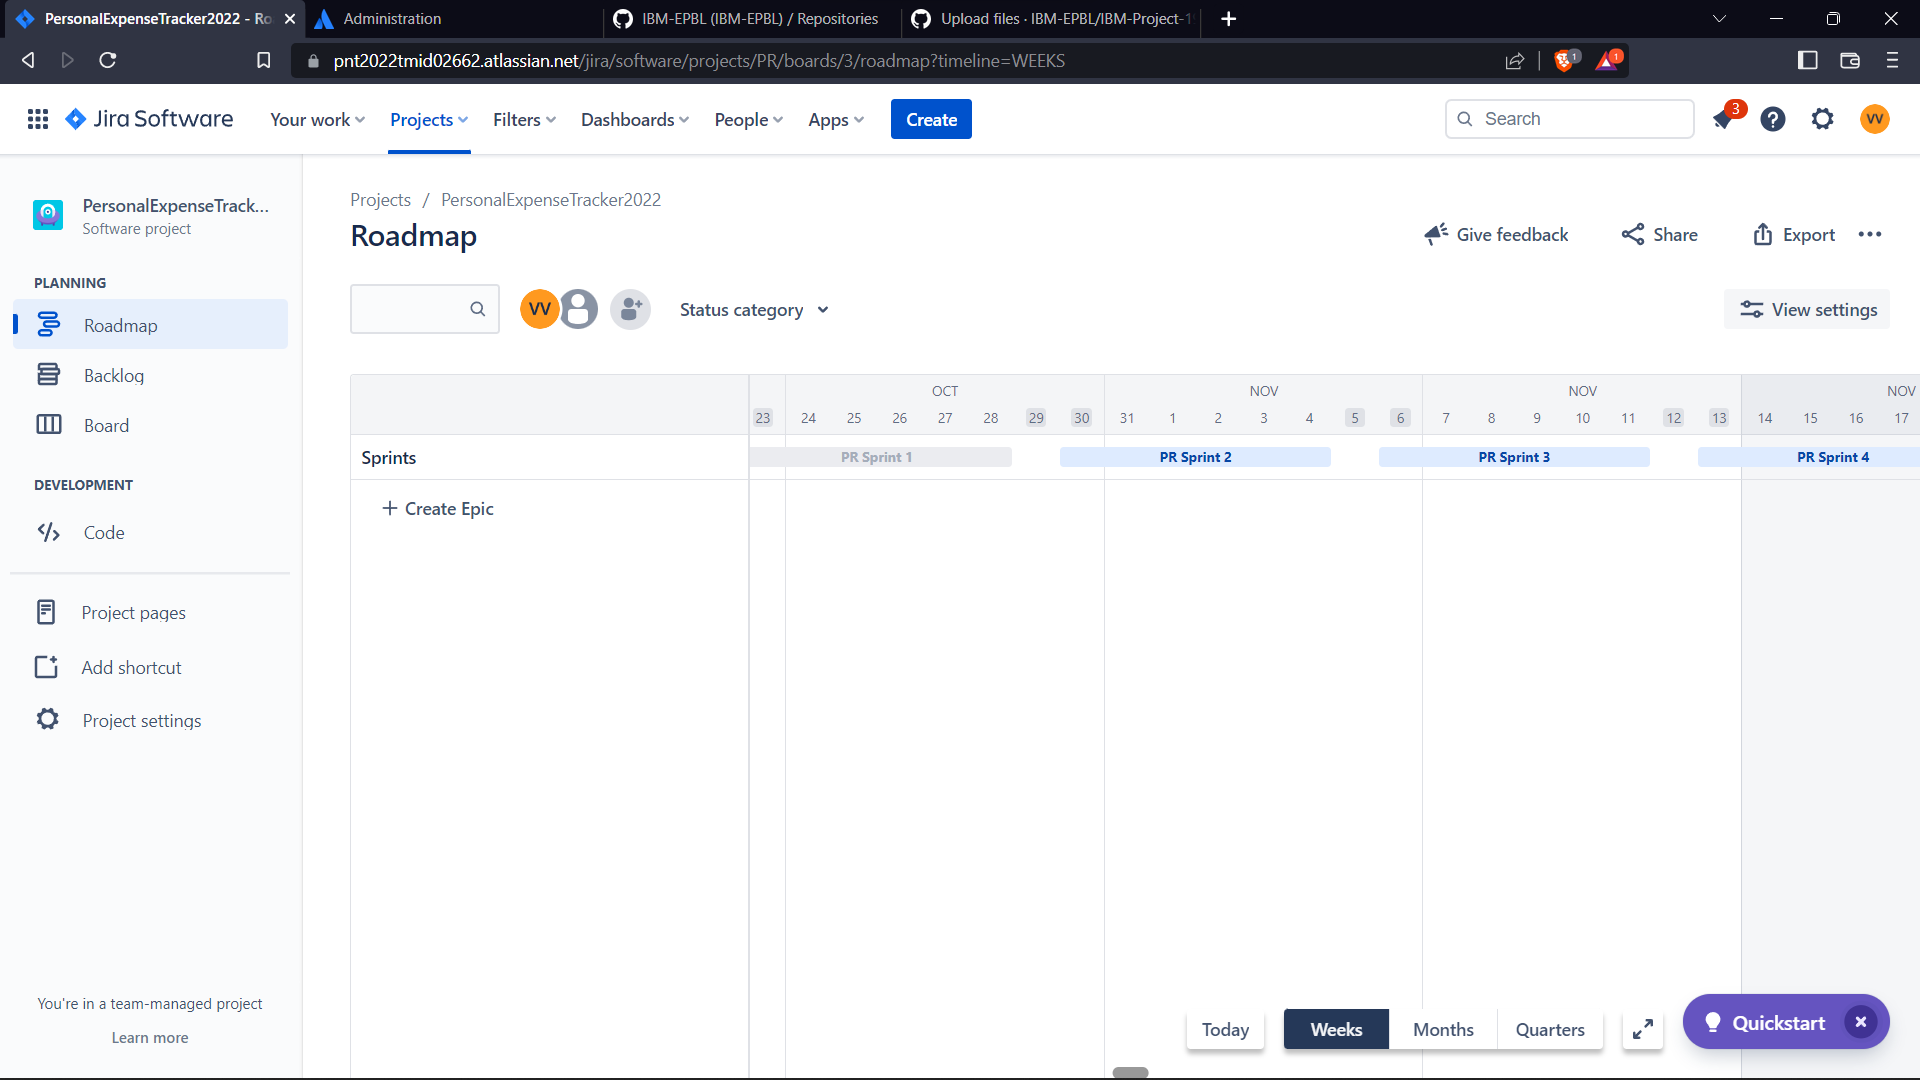 PersonalExpenseTracker2022 - Ro
Administration
IBM-EPBL (IBM-EPBL) / Repositories
Upload files · IBM-EPBL/IBM-Project-1
pnt2022tmid02662.atlassian.net/jira/software/projects/PR/boards/3/roadmap?timeline=WEEKS
1
1
Jira Software
Your work
Projects
Filters
Dashboards
People
Apps
Create
Search
3
VV
PersonalExpenseTrack...
Software project
PLANNING
Roadmap
Backlog
Board
DEVELOPMENT
Code
Project pages
Add shortcut
Project settings
You're in a team-managed project
Learn more
Projects / PersonalExpenseTracker2022
Roadmap
Give feedback
Share
Export
VV
Status category
View settings
OCT
NOV
NOV
NOV
23 24 25 26 27 28 29 30 31 1 2 3 4 5 6 7 8 9 10 11 12 13 14 15 16 17
Sprints
PR Sprint 1
PR Sprint 2
PR Sprint 3
PR Sprint 4
+ Create Epic
Today
Weeks
Months
Quarters
Quickstart